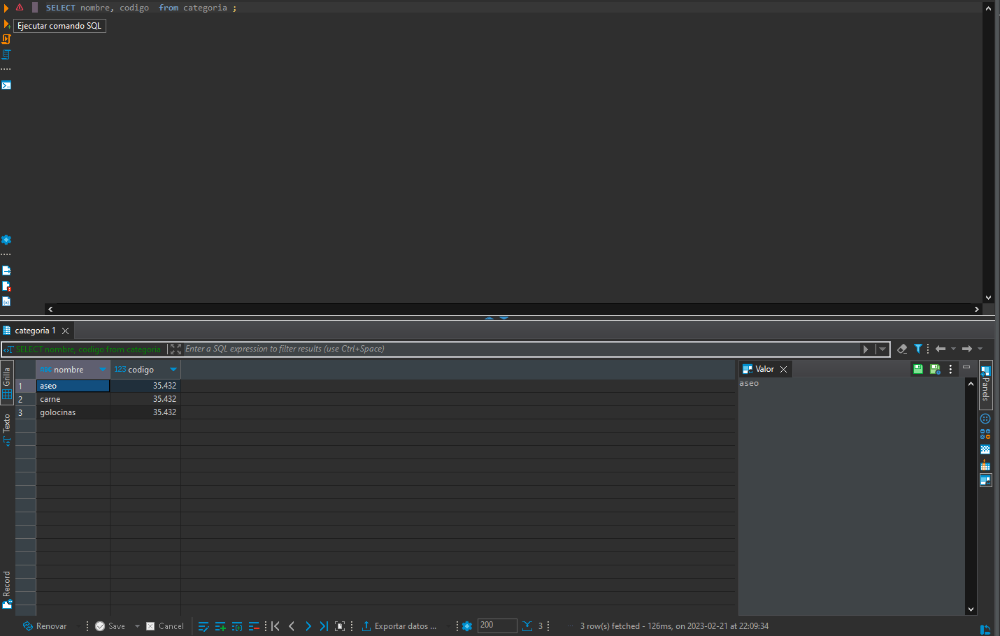 SELECT nombre, codigo  from categoria ;
Ejecutar comando SQL
categoria 1
SELECT nombre, codigo from categoria
Enter a SQL expression to filter results (use Ctrl+Space)
Grilla
Texto
Record
ABC nombre
123 codigo
1 aseo 35.432
2 carne 35.432
3 golocinas 35.432
Valor
aseo
Panels
Renovar
Save
Cancel
Exportar datos ...
200
3
3 row(s) fetched - 126ms, on 2023-02-21 at 22:09:34